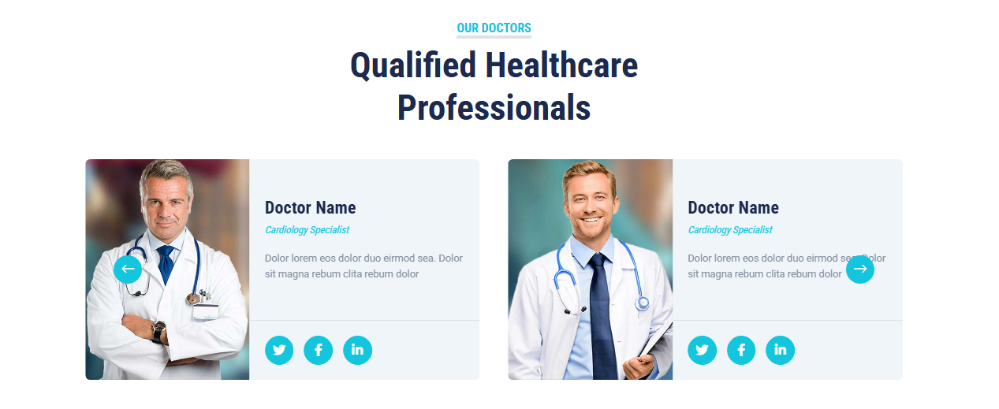 OUR DOCTORS
Qualified Healthcare
Professionals
Doctor Name
Cardiology Specialist
Dolor lorem eos dolor duo eirmod sea. Dolor
sit magna rebum clita rebum dolor
Doctor Name
Cardiology Specialist
Dolor lorem eos dolor duo eirmod sea. Dolor
sit magna rebum clita rebum dolor